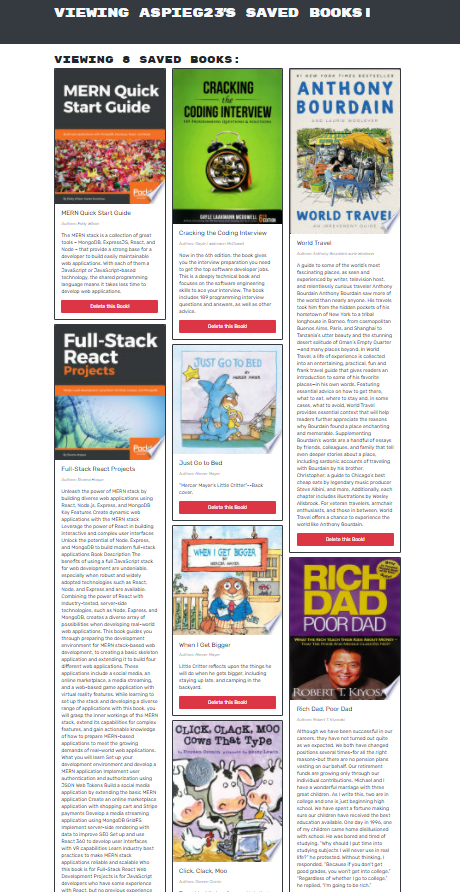 VIEWING ASPIEG23'S SAVED BOOKS!
VIEWING 8 SAVED BOOKS:
MERN Quick
Start Guide
MERN Quick Start Guide
Authors: Eddy Wilson
The MERN stack is a collection of great
tools – MongoDB, Express.JS, React, and
Node – that provide a strong base for a
developer to build easily maintainable
web applications. With each of them a
JavaScript or JavaScript-based
technology, the shared programming
language means it takes less time to
develop web applications.
Delete this Book!
Full-Stack
React
Projects
Full-Stack React Projects
Authors: Shama Hoque
Unleash the power of MERN stack by
building diverse web applications using
React, Node.js, Express, and MongoDB
Key Features Create dynamic web
applications with the MERN stack
Leverage the power of React in building
interactive and complex user interfaces
Unlock the potential of Node, Express,
and MongoDB to build modern full-stack
applications Book Description The
benefits of using a full JavaScript stack
for web development are undeniable,
especially when robust and widely
adopted technologies such as React,
Node, and Express and are available.
Combining the power of React with
industry-tested, server-side
technologies, such as Node, Express, and
MongoDB, creates a diverse array of
possibilities when developing real-world
web applications. This book guides you
through preparing the development
environment for MERN stack-based web
development, to creating a basic skeleton
application and extending it to build four
different web applications. These
applications include a social media, an
online marketplace, a media streaming,
and a web-based game application with
virtual reality features. While learning to
set up the stack and developing a diverse
range of applications with this book, you
will grasp the inner workings of the MERN
stack, extend its capabilities for complex
features, and gain actionable knowledge
of how to prepare MERN-based
applications to meet the growing
demands of real-world web applications.
What you will learn Set up your
development environment and develop a
MERN application Implement user
authentication and authorization using
JSON Web Tokens Build a social media
application by extending the basic MERN
application Create an online marketplace
application with shopping cart and Stripe
payments Develop a media streaming
application using MongoDB GridFS
Implement server-side rendering with
data to improve SEO Set up and use
React 360 to develop user interfaces
with VR capabilities Learn industry best
practices to make MERN stack
applications reliable and scalable Who
this book is for Full-Stack React Web
Development Projects is for JavaScript
developers who have some experience
with React, but no previous experience
CRACKING
the
CODING INTERVIEW
189 PROGRAMMING QUESTIONS & SOLUTIONS
GAYLE LAAKMANN MCDOWELL
Cracking the Coding Interview
Authors: Gayle Laakmann McDowell
Now in the 6th edition, the book gives
you the interview preparation you need
to get the top software developer jobs.
This is a deeply technical book and
focuses on the software engineering
skills to ace your interview. The book
includes 189 programming interview
questions and answers, as well as other
advice.
Delete this Book!
JUST GO TO BED
BY MERCER MAYER
Just Go to Bed
Authors: Mercer Mayer
"Mercer Mayer's Little Critter"--Back
cover.
Delete this Book!
WHEN I GET BIGGER
BY MERCER MAYER
When I Get Bigger
Authors: Mercer Mayer
Little Critter reflects upon the things he
will do when he gets bigger, including
staying up late, and camping in the
backyard.
Delete this Book!
CLICK, CLACK, MOO
COWS THAT TYPE
Click, Clack, Moo
Authors: Doreen Cronin
#1 NEW YORK TIMES BESTSELLER
ANTHONY
BOURDAIN
AND LAURIE WOOLEVER
WORLD TRAVEL
AN IRREVERENT GUIDE
World Travel
Authors: Anthony Bourdain, Laurie Woolever
A guide to some of the world's most
fascinating places, as seen and
experienced by writer, television host,
and relentlessly curious traveler Anthony
Bourdain Anthony Bourdain saw more of
the world than nearly anyone. His travels
took him from the hidden pockets of his
hometown of New York to a tribal
longhouse in Borneo, from cosmopolitan
Buenos Aires, Paris, and Shanghai to
Tanzania's utter beauty and the stunning
desert solitude of Oman's Empty Quarter
—and many places beyond. In World
Travel, a life of experience is collected
into an entertaining, practical, fun and
frank travel guide that gives readers an
introduction to some of his favorite
places—in his own words. Featuring
essential advice on how to get there,
what to eat, where to stay and, in some
cases, what to avoid, World Travel
provides essential context that will help
readers further appreciate the reasons
why Bourdain found a place enchanting
and memorable. Supplementing
Bourdain's words are a handful of essays
by friends, colleagues, and family that tell
even deeper stories about a place,
including sardonic accounts of traveling
with Bourdain by his brother,
Christopher; a guide to Chicago's best
cheap eats by legendary music producer
Steve Albini, and more. Additionally, each
chapter includes illustrations by Wesley
Allsbrook. For veteran travelers, armchair
enthusiasts, and those in between, World
Travel offers a chance to experience the
world like Anthony Bourdain.
Delete this Book!
RICH
DAD
POOR DAD
WHAT THE RICH TEACH THEIR KIDS ABOUT MONEY-
THAT THE POOR AND MIDDLE CLASS DO NOT!
ROBERT T. KIYOSA
Rich Dad, Poor Dad
Authors: Robert T. Kiyosaki
Although we have been successful in our
careers, they have not turned out quite
as we expected. We both have changed
positions several times-for all the right
reasons-but there are no pension plans
vesting on our behalf. Our retirement
funds are growing only through our
individual contributions. Michael and I
have a wonderful marriage with three
great children. As I write this, two are in
college and one is just beginning high
school. We have spent a fortune making
sure our children have received the best
education available. One day in 1996, one
of my children came home disillusioned
with school. He was bored and tired of
studying. "Why should I put time into
studying subjects I will never use in real
life?" he protested. Without thinking, I
responded, "Because if you don't get
good grades, you won't get into college."
"Regardless of whether I go to college,"
he replied, "I'm going to be rich."